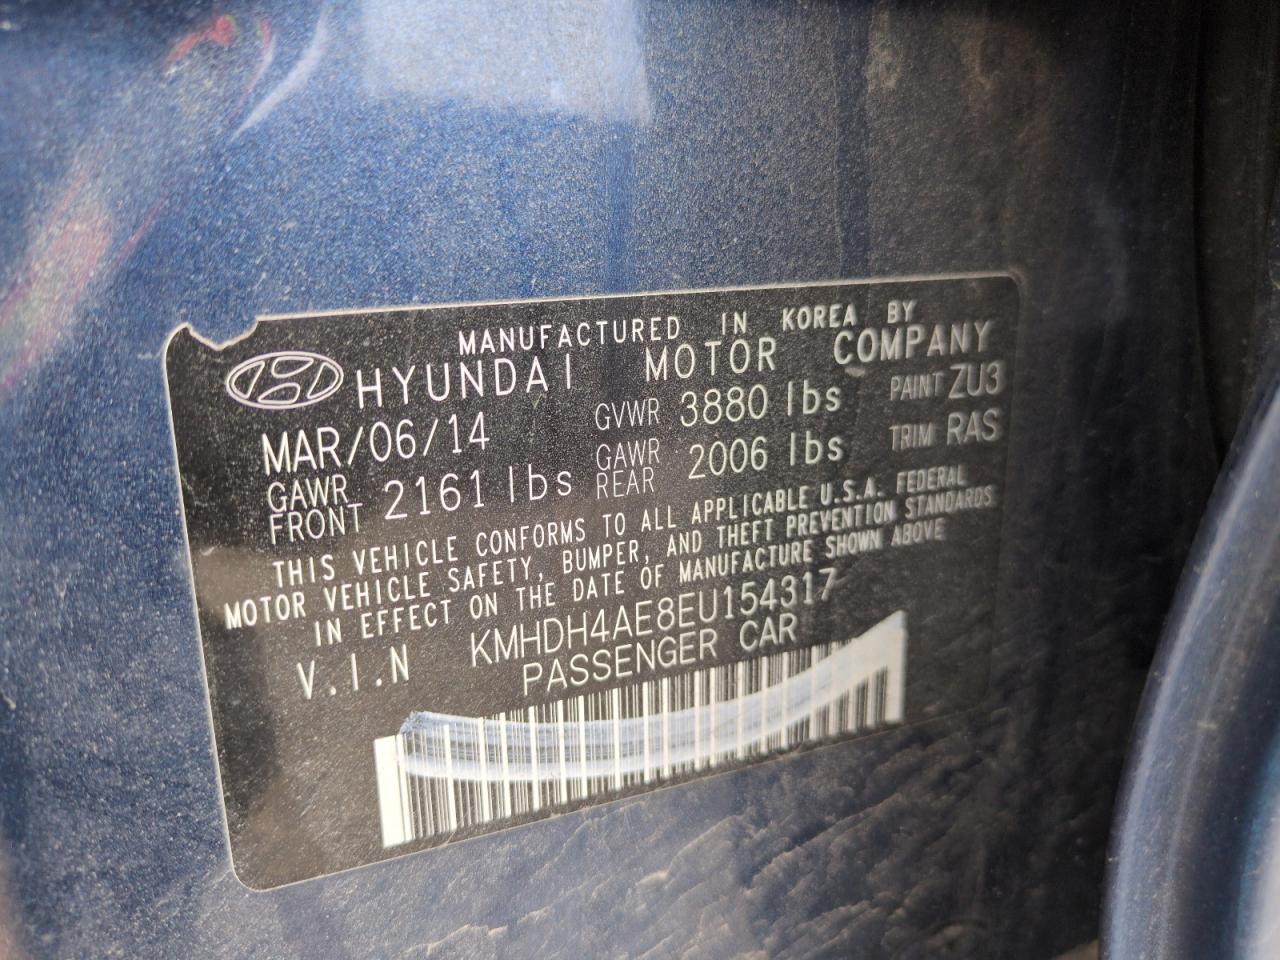 MANUFACTURED IN KOREA BY
HYUNDAI MOTOR COMPANY
MAR/06/14 GVWR 3880 lbs PAINT ZU3
GAWR FRONT 2161 lbs GAWR REAR 2006 lbs TRIM RAS
THIS VEHICLE CONFORMS TO ALL APPLICABLE U.S.A. FEDERAL
MOTOR VEHICLE SAFETY, BUMPER, AND THEFT PREVENTION STANDARDS
IN EFFECT ON THE DATE OF MANUFACTURE SHOWN ABOVE
V.I.N KMHDH4AE8EU154317
PASSENGER CAR